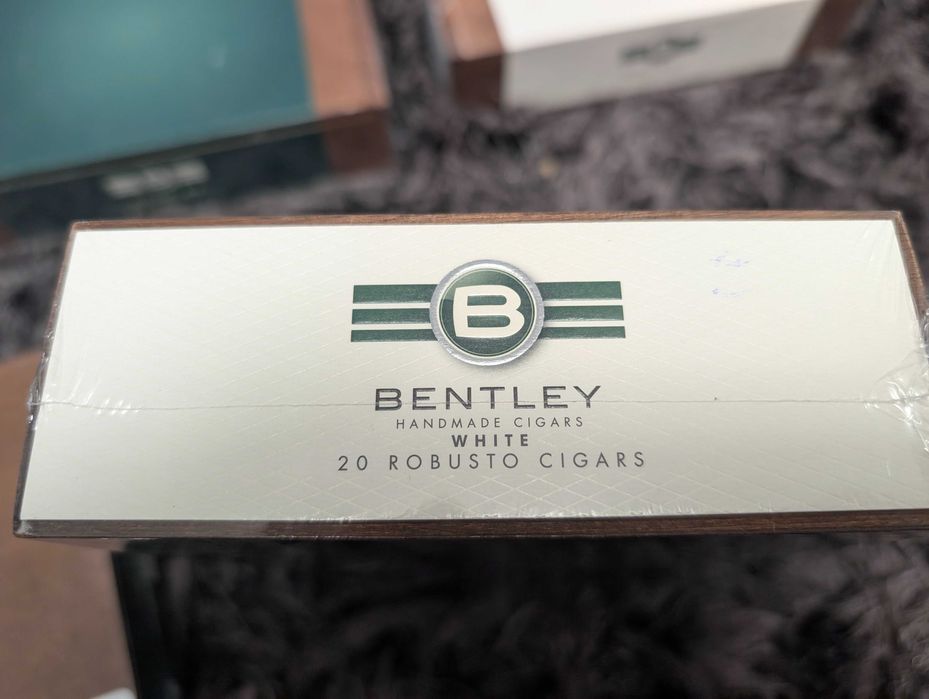 B
BENTLEY
HANDMADE CIGARS
WHITE
20 ROBUSTO CIGARS